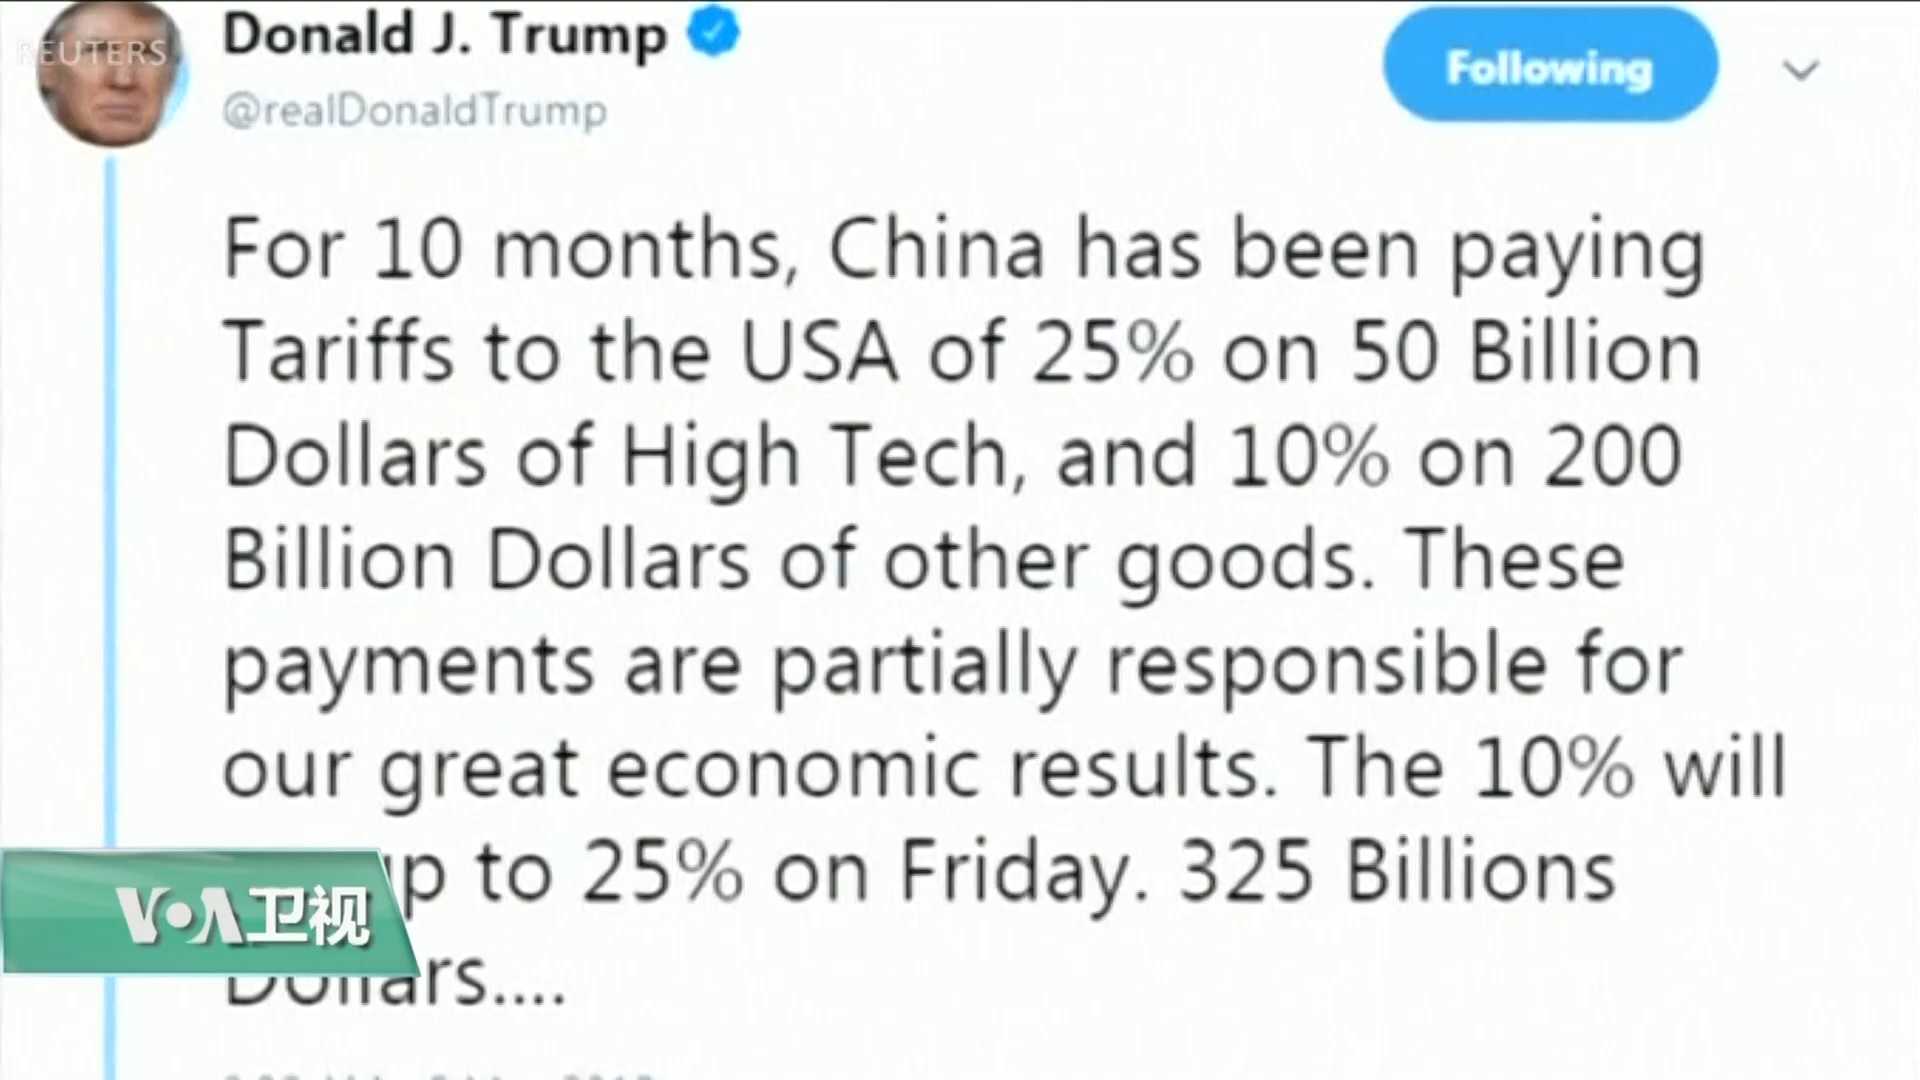 REUTERS
Donald J. Trump
@realDonaldTrump
Following
For 10 months, China has been paying
Tariffs to the USA of 25% on 50 Billion
Dollars of High Tech, and 10% on 200
Billion Dollars of other goods. These
payments are partially responsible for
our great economic results. The 10% will
up to 25% on Friday. 325 Billions
Dollars....
VOA卫视